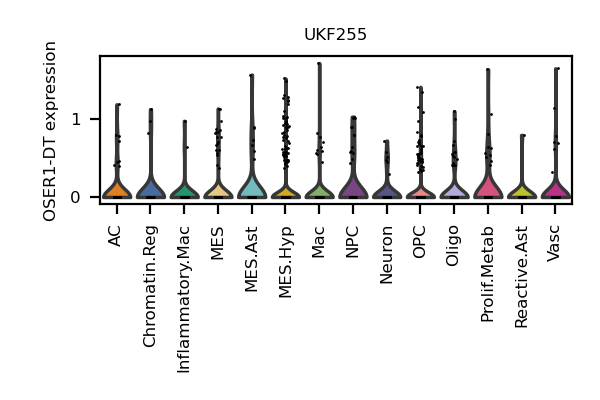 UKF255
OSER1-DT expression
1
0
AC
Chromatin.Reg
Inflammatory.Mac
MES
MES.Ast
MES.Hyp
Mac
NPC
Neuron
OPC
Oligo
Prolif.Metab
Reactive.Ast
Vasc